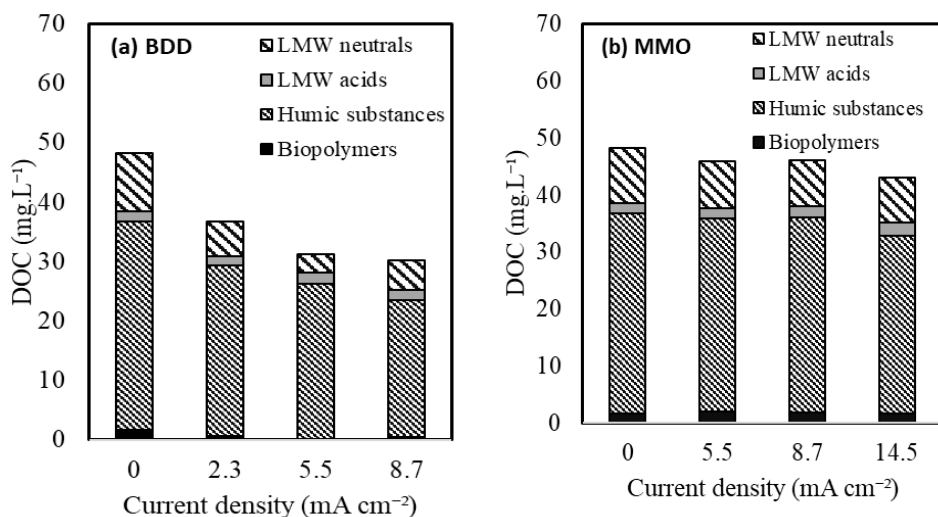 (a) BDD
LMW neutrals
LMW acids
Humic substances
Biopolymers
70
60
50
40
30
20
10
0
DOC (mg.L⁻¹)
0 2.3 5.5 8.7
Current density (mA cm⁻²)
(b) MMO
LMW neutrals
LMW acids
Humic substances
Biopolymers
70
60
50
40
30
20
10
0
DOC (mg.L⁻¹)
0 5.5 8.7 14.5
Current density (mA cm⁻²)